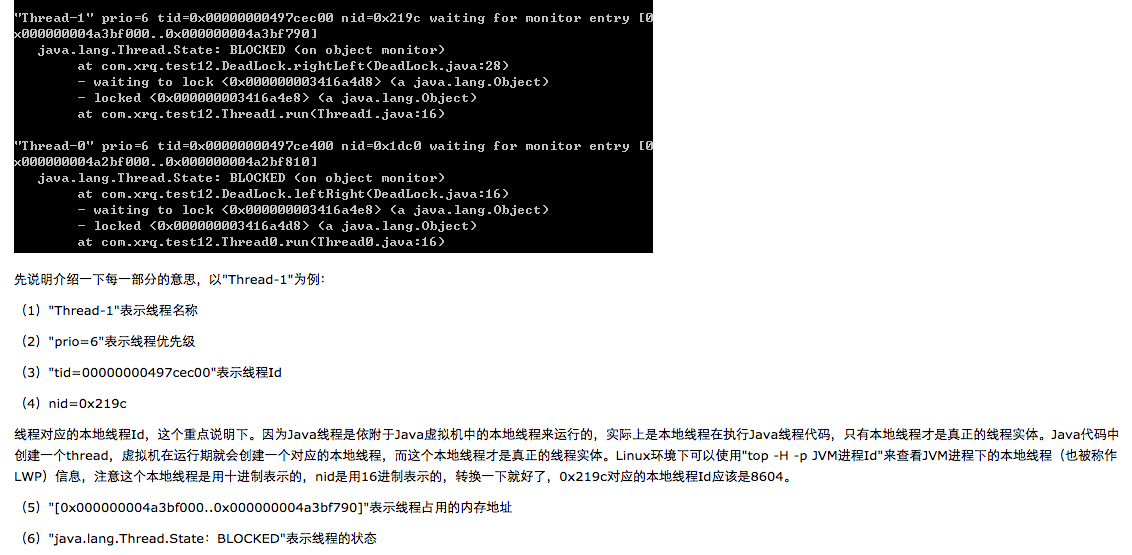 "Thread-1" prio=6 tid=0x00000000497cec00 nid=0x219c waiting for monitor entry [0
x000000004a3bf000..0x000000004a3bf790]
java.lang.Thread.State: BLOCKED (on object monitor)
at com.xrq.test12.DeadLock.rightLeft(DeadLock.java:28)
- waiting to lock <0x000000003416a4d8> (a java.lang.Object)
- locked <0x000000003416a4e8> (a java.lang.Object)
at com.xrq.test12.Thread1.run(Thread1.java:16)
"Thread-0" prio=6 tid=0x00000000497ce400 nid=0x1dc0 waiting for monitor entry [0
x000000004a2bf000..0x000000004a2bf810]
java.lang.Thread.State: BLOCKED (on object monitor)
at com.xrq.test12.DeadLock.leftRight(DeadLock.java:16)
- waiting to lock <0x000000003416a4e8> (a java.lang.Object)
- locked <0x000000003416a4d8> (a java.lang.Object)
at com.xrq.test12.Thread0.run(Thread0.java:16)
先说明介绍一下每一部分的意思，以"Thread-1"为例：
（1）"Thread-1"表示线程名称
（2）"prio=6"表示线程优先级
（3）"tid=00000000497cec00"表示线程Id
（4）nid=0x219c
线程对应的本地线程Id，这个重点说明下。因为Java线程是依附于Java虚拟机中的本地线程来运行的，实际上是本地线程在执行Java线程代码，只有本地线程才是真正的线程实体。Java代码中
创建一个thread，虚拟机在运行期就会创建一个对应的本地线程，而这个本地线程才是真正的线程实体。Linux环境下可以使用"top -H -p JVM进程Id"来查看JVM进程下的本地线程（也被称作
LWP）信息，注意这个本地线程是用十进制表示的，nid是用16进制表示的，转换一下就好了，0x219c对应的本地线程Id应该是8604。
（5）"[0x000000004a3bf000..0x000000004a3bf790]"表示线程占用的内存地址
（6）"java.lang.Thread.State：BLOCKED"表示线程的状态